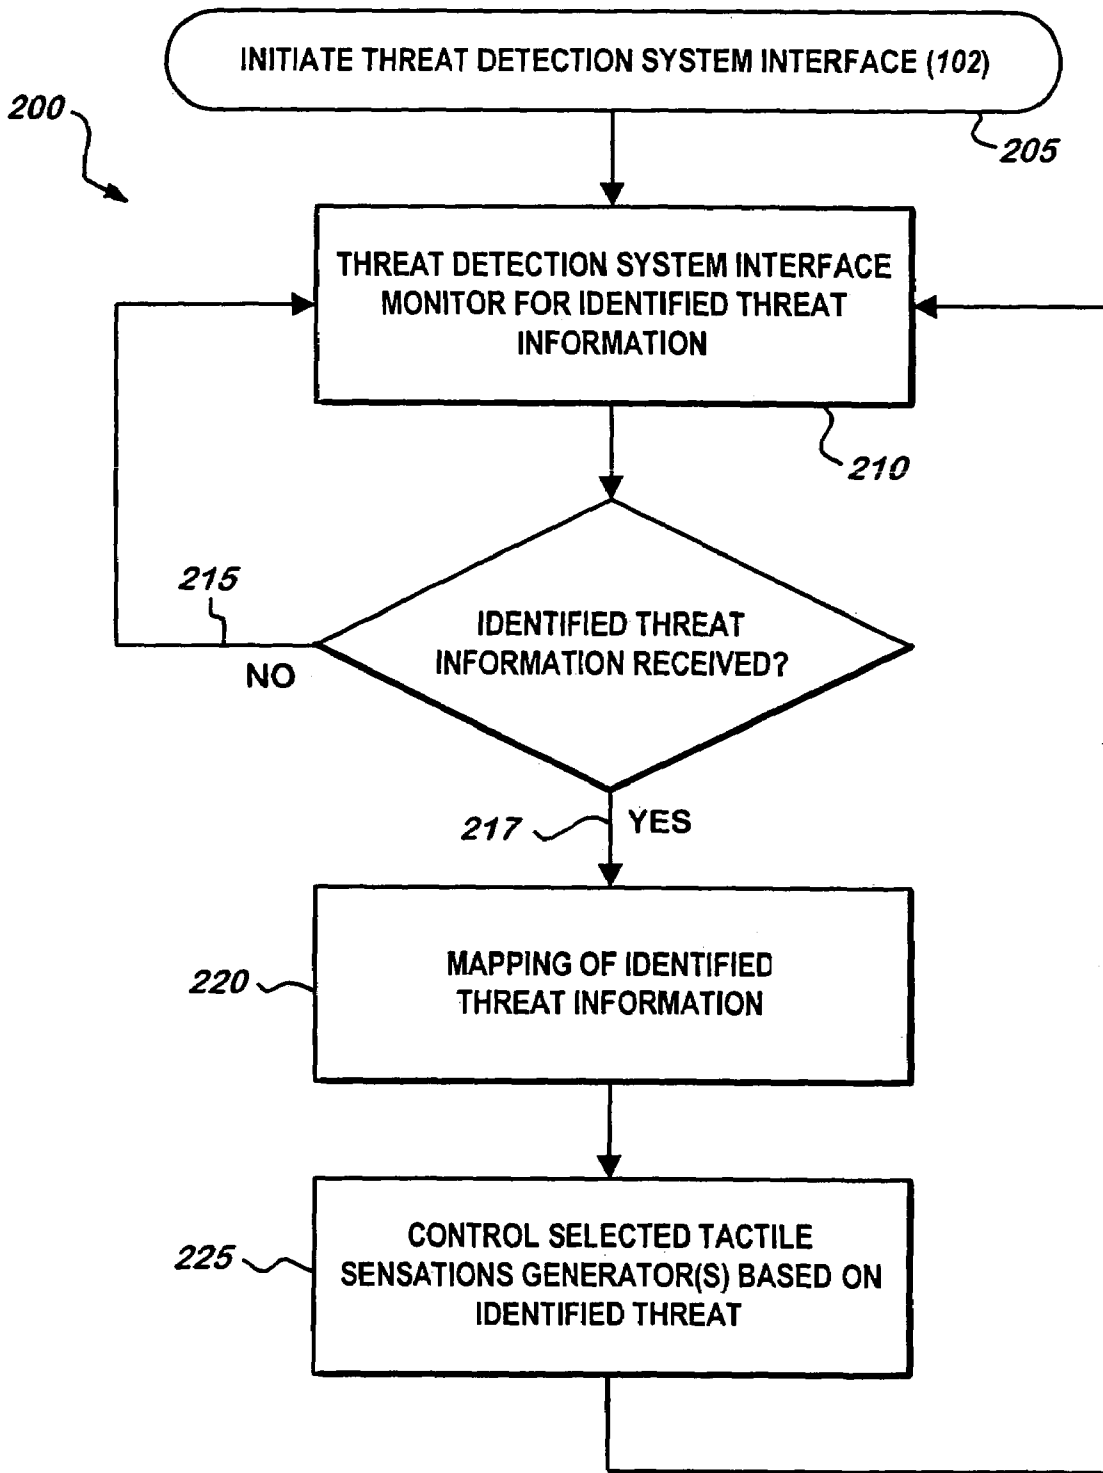 INITIATE THREAT DETECTION SYSTEM INTERFACE (102)
200
205
THREAT DETECTION SYSTEM INTERFACE
MONITOR FOR IDENTIFIED THREAT
INFORMATION
210
215
IDENTIFIED THREAT
INFORMATION RECEIVED?
NO
217
YES
220
MAPPING OF IDENTIFIED
THREAT INFORMATION
225
CONTROL SELECTED TACTILE
SENSATIONS GENERATOR(S) BASED ON
IDENTIFIED THREAT